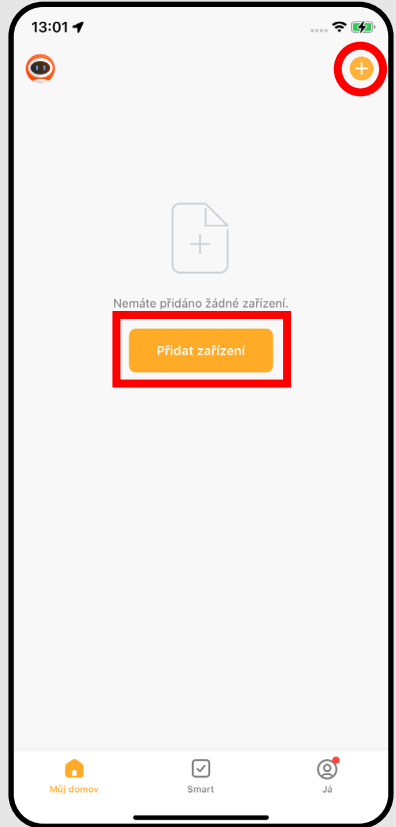 13:01
Nemáte přidáno žádné zařízení.
Přidat zařízení
Můj domov
Smart
Já